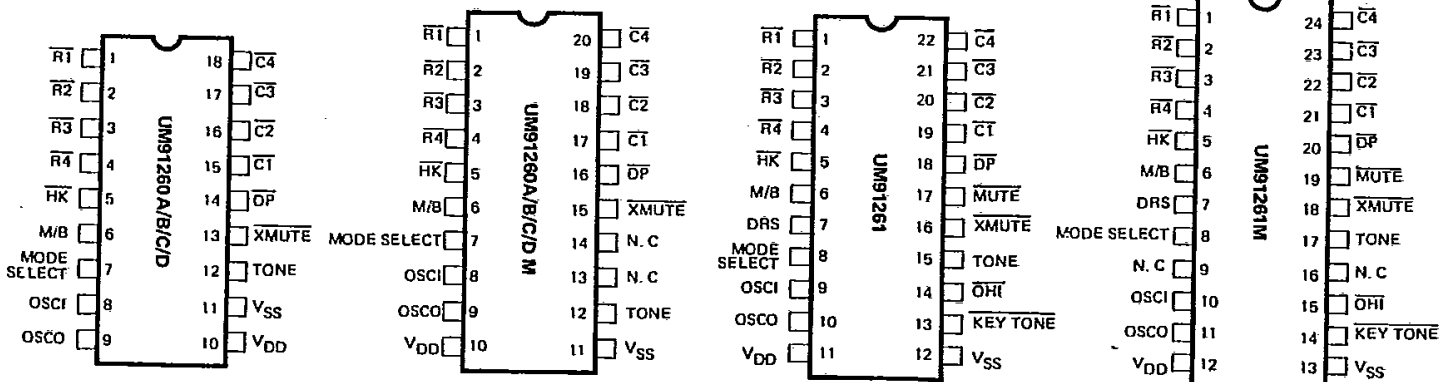 R1 1 18 C4
R2 2 17 C3
R3 3 16 C2
R4 4 15 C1
HK 5 14 DP
M/B 6 13 XMUTE
MODE
SELECT 7 12 TONE
OSCI 8 11 VSS
OSCO 9 10 VDD
UM91260A/B/C/D
R1 1 20 C4
R2 2 19 C3
R3 3 18 C2
R4 4 17 C1
HK 5 16 DP
M/B 6 15 XMUTE
MODE SELECT 7 14 N.C
OSCI 8 13 N.C
OSCO 9 12 TONE
VDD 10 11 VSS
UM91260A/B/C/D M
R1 1 22 C4
R2 2 21 C3
R3 3 20 C2
R4 4 19 C1
HK 5 18 DP
M/B 6 17 MUTE
DRS 7 16 XMUTE
MODE
SELECT 8 15 TONE
OSCI 9 14 OHI
OSCO 10 13 KEY TONE
VDD 11 12 VSS
UM91261
R1 1 24 C4
R2 2 23 C3
R3 3 22 C2
R4 4 21 C1
HK 5 20 DP
M/B 6 19 MUTE
DRS 7 18 XMUTE
MODE SELECT 8 17 TONE
N.C 9 16 N.C
OSCI 10 15 OHI
OSCO 11 14 KEY TONE
VDD 12 13 VSS
UM91261M